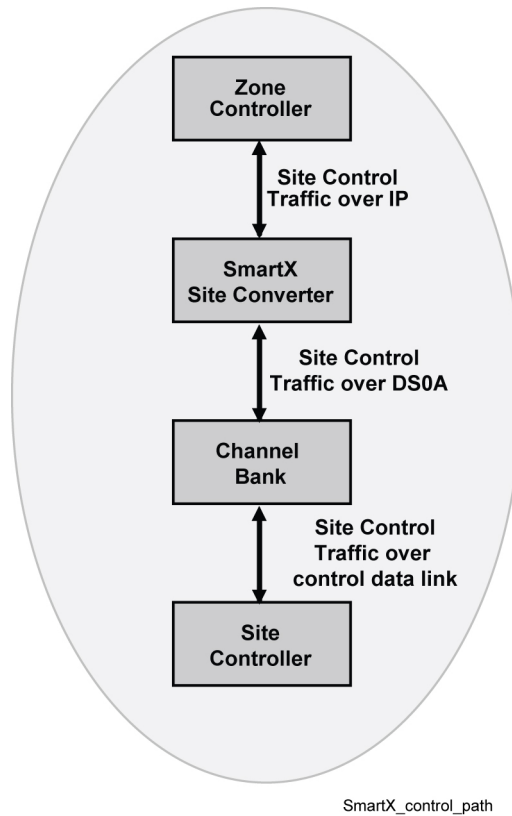 Zone
Controller
Site Control
Traffic over IP
SmartX
Site Converter
Site Control
Traffic over DS0A
Channel
Bank
Site Control
Traffic over
control data link
Site
Controller
SmartX_control_path